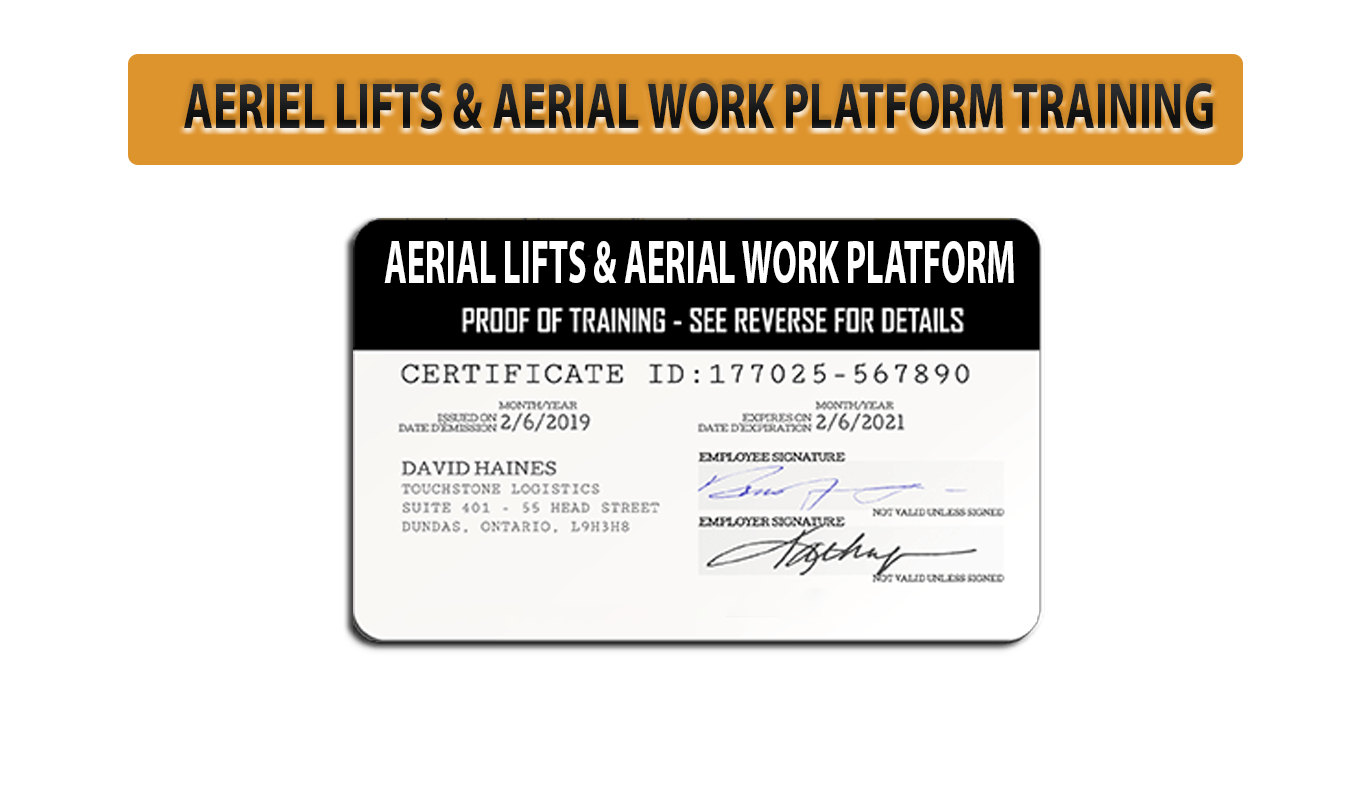 AERIEL LIFTS & AERIAL WORK PLATFORM TRAINING
AERIAL LIFTS & AERIAL WORK PLATFORM
PROOF OF TRAINING - SEE REVERSE FOR DETAILS
CERTIFICATE ID:177025-567890
MONTH/YEAR
ISSUED ON
DATE D'ÉMISSION 2/6/2019
MONTH/YEAR
EXPIRES ON
DATE D'EXPIRATION 2/6/2021
DAVID HAINES
TOUCHSTONE LOGISTICS
SUITE 401 - 55 HEAD STREET
DUNDAS, ONTARIO, L9H3H8
EMPLOYEE SIGNATURE
NOT VALID UNLESS SIGNED
EMPLOYER SIGNATURE
NOT VALID UNLESS SIGNED